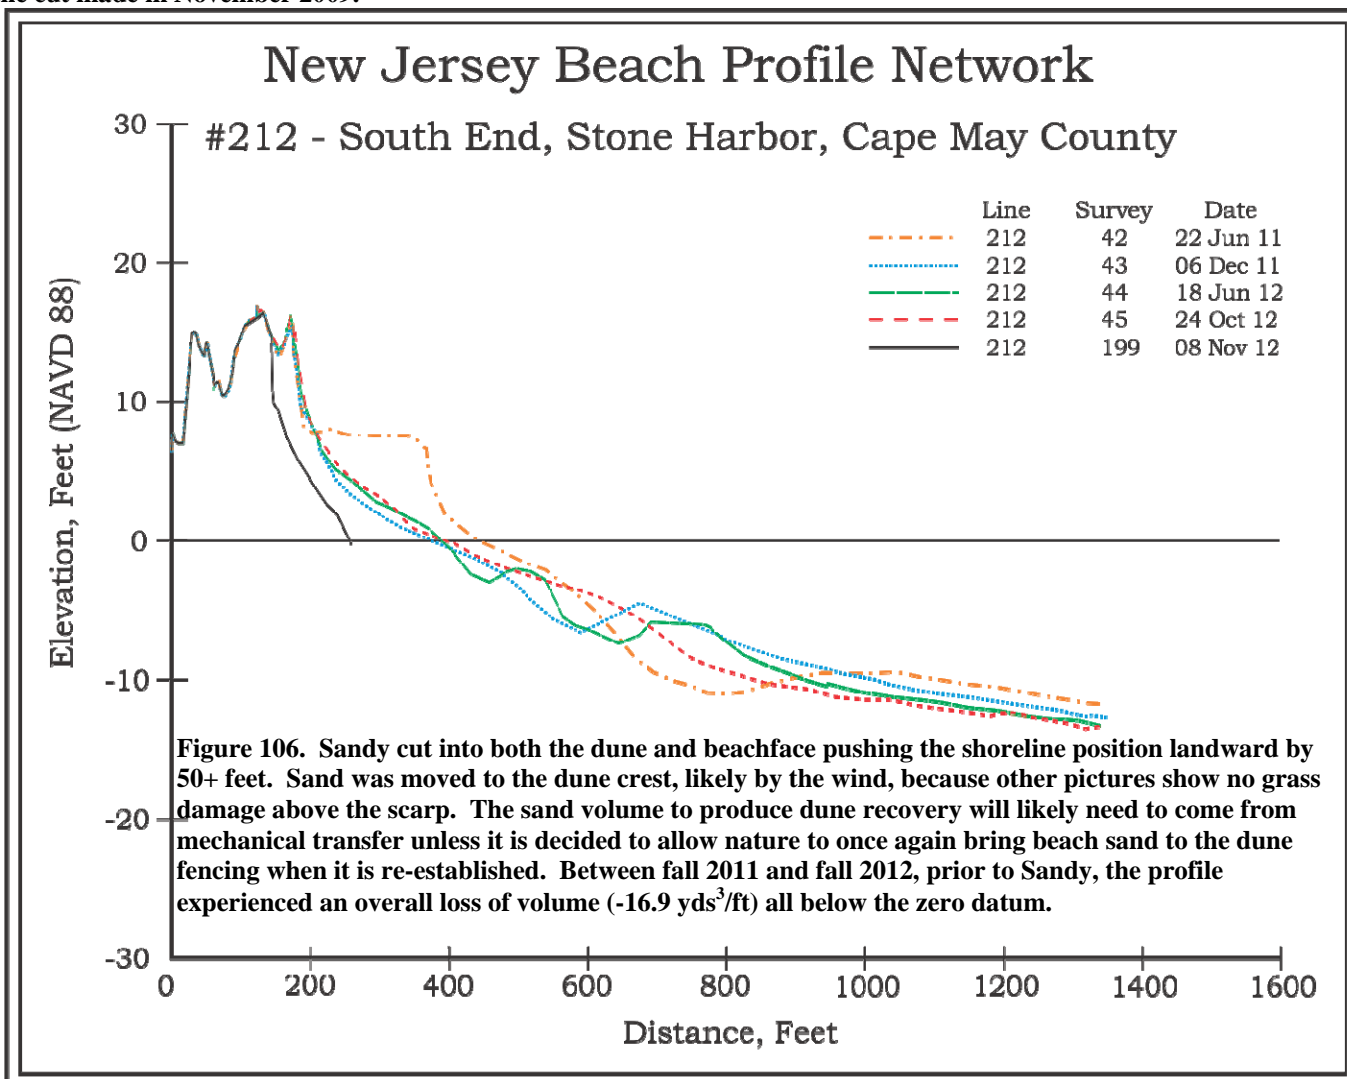 ne cut made in November 2009.
New Jersey Beach Profile Network
#212 - South End, Stone Harbor, Cape May County
Line Survey Date
212 42 22 Jun 11
212 43 06 Dec 11
212 44 18 Jun 12
212 45 24 Oct 12
212 199 08 Nov 12
Elevation, Feet (NAVD 88)
30
20
10
0
-10
-20
-30
Figure 106. Sandy cut into both the dune and beachface pushing the shoreline position landward by
50+ feet. Sand was moved to the dune crest, likely by the wind, because other pictures show no grass
damage above the scarp. The sand volume to produce dune recovery will likely need to come from
mechanical transfer unless it is decided to allow nature to once again bring beach sand to the dune
fencing when it is re-established. Between fall 2011 and fall 2012, prior to Sandy, the profile
experienced an overall loss of volume (-16.9 yds³/ft) all below the zero datum.
0 200 400 600 800 1000 1200 1400 1600
Distance, Feet